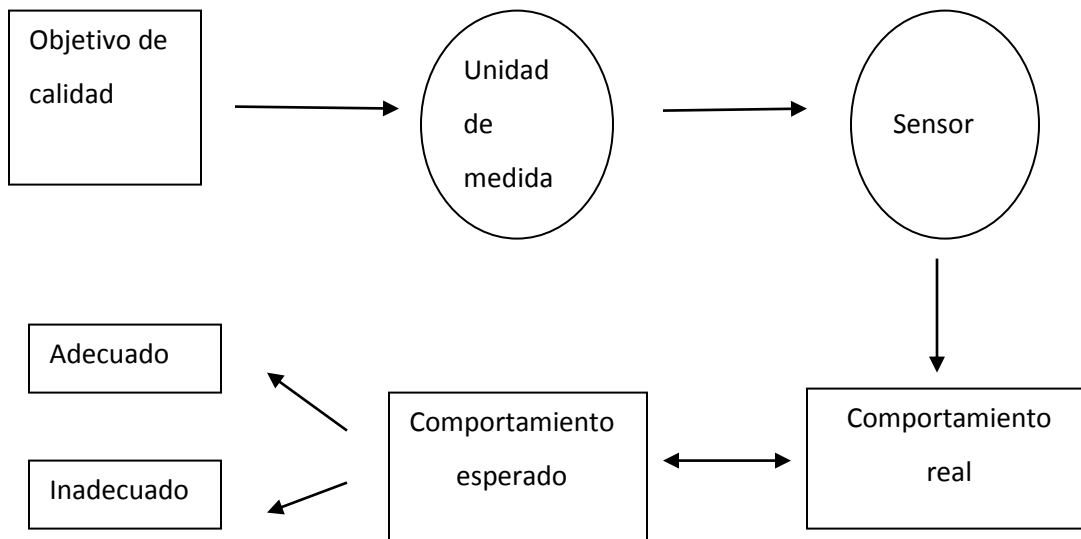 Objetivo de
calidad
Unidad
de
medida
Sensor
Adecuado
Inadecuado
Comportamiento
esperado
Comportamiento
real